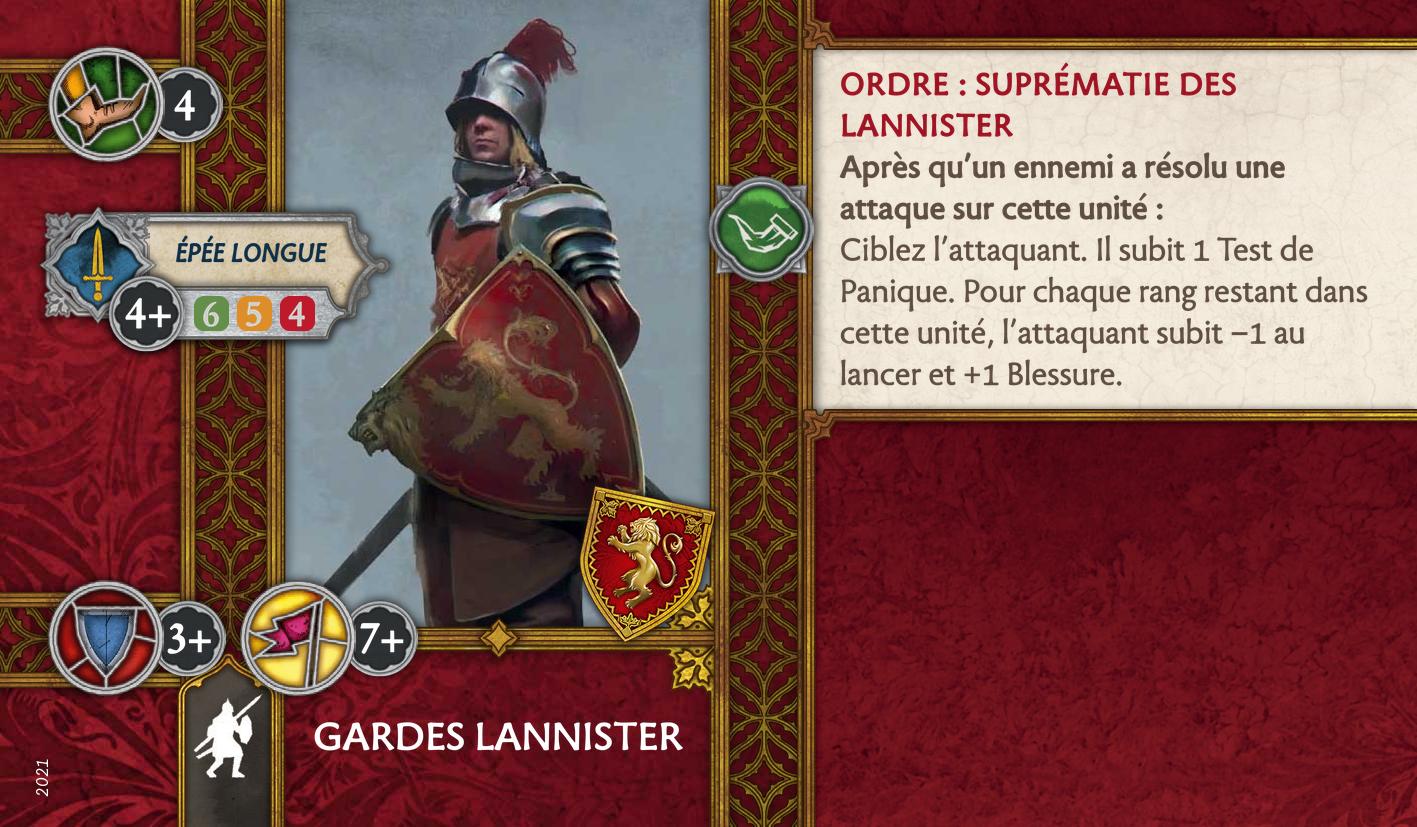 4
ÉPÉE LONGUE
4+ 6 5 4
3+ 7+
GARDES LANNISTER
2021
ORDRE : SUPRÉMATIE DES
LANNISTER
Après qu’un ennemi a résolu une
attaque sur cette unité :
Ciblez l’attaquant. Il subit 1 Test de
Panique. Pour chaque rang restant dans
cette unité, l’attaquant subit –1 au
lancer et +1 Blessure.